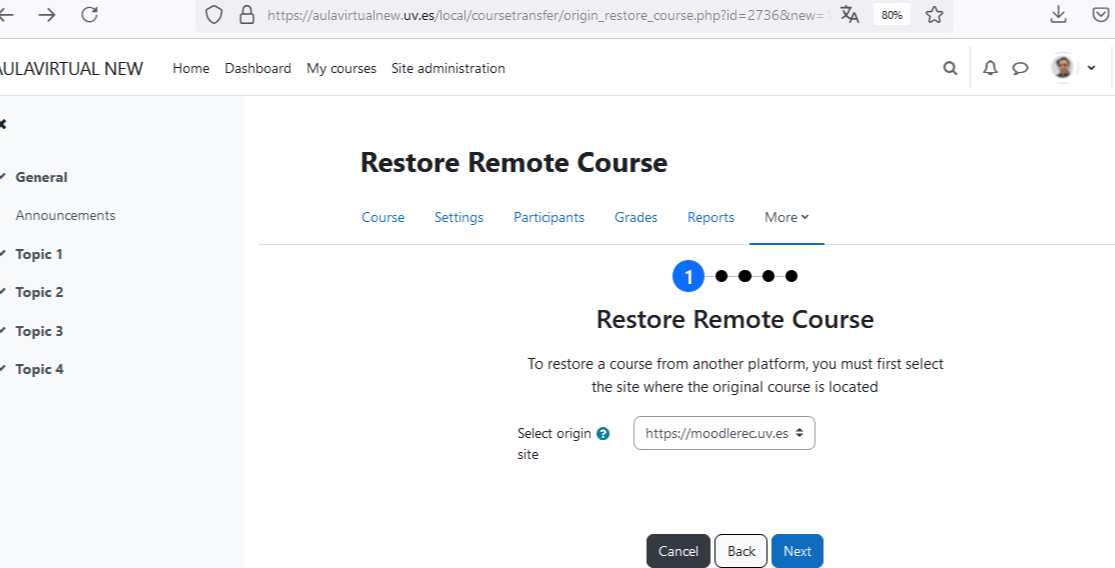 https://aulavirtualnew.uv.es/local/coursetransfer/origin_restore_course.php?id=2736&new= 80%
AULAVIRTUAL NEW Home Dashboard My courses Site administration
General
Announcements
Topic 1
Topic 2
Topic 3
Topic 4
Restore Remote Course
Course Settings Participants Grades Reports More
1
Restore Remote Course
To restore a course from another platform, you must first select
the site where the original course is located
Select origin ? https://moodlerec.uv.es
site
Cancel Back Next